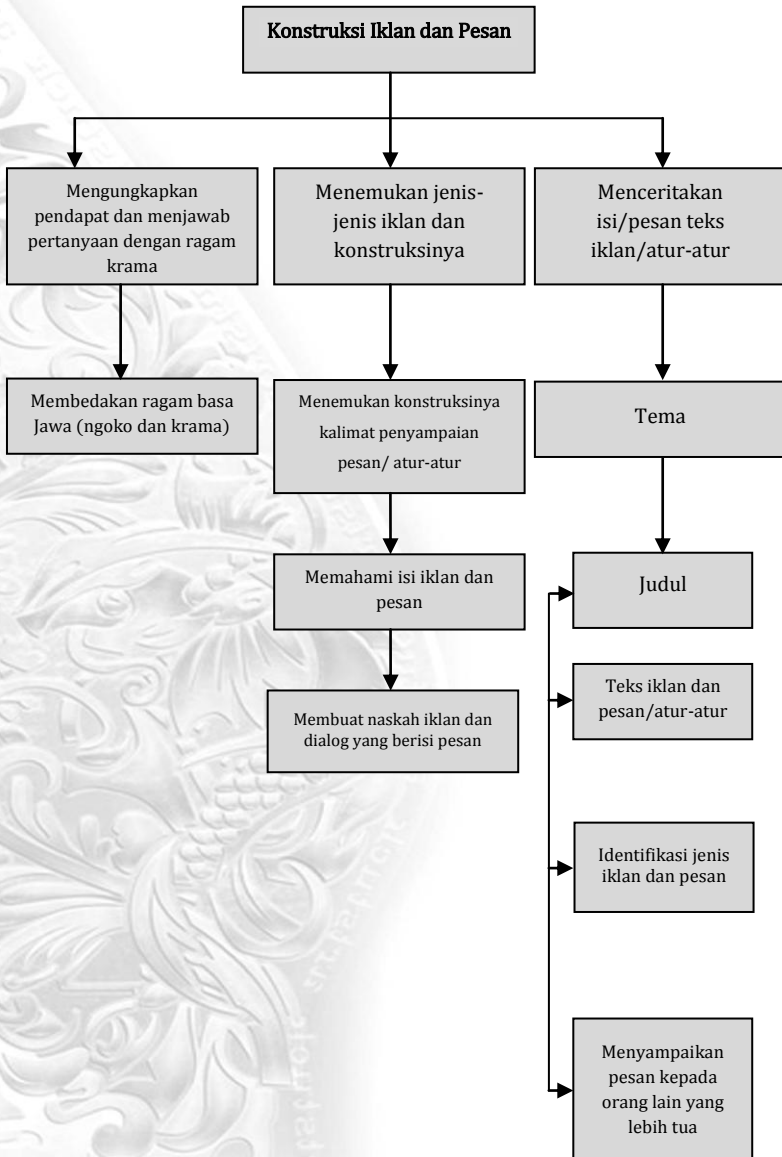 Konstruksi Iklan dan Pesan
Mengungkapkan
pendapat dan menjawab
pertanyaan dengan ragam
krama
Menemukan jenis-
jenis iklan dan
konstruksinya
Menceritakan
isi/pesan teks
iklan/atur-atur
Membedakan ragam basa
Jawa (ngoko dan krama)
Menemukan konstruksinya
kalimat penyampaian
pesan/ atur-atur
Tema
Memahami isi iklan dan
pesan
Judul
Membuat naskah iklan dan
dialog yang berisi pesan
Teks iklan dan
pesan/atur-atur
Identifikasi jenis
iklan dan pesan
Menyampaikan
pesan kepada
orang lain yang
lebih tua